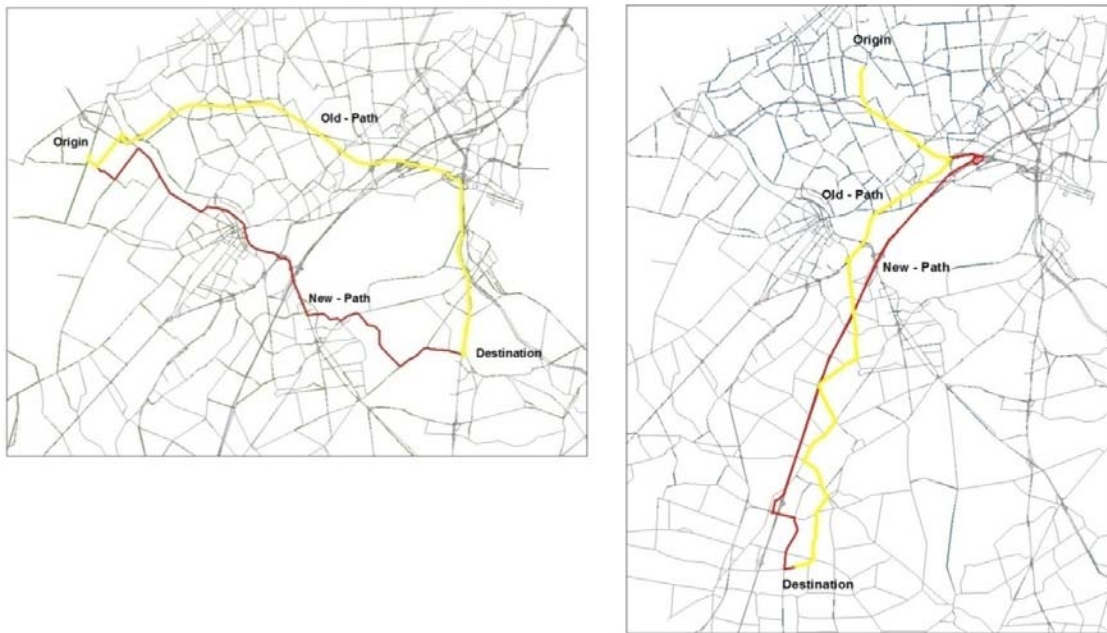 Old - Path
Origin
New - Path
Destination
Origin
Old - Path
New - Path
Destination